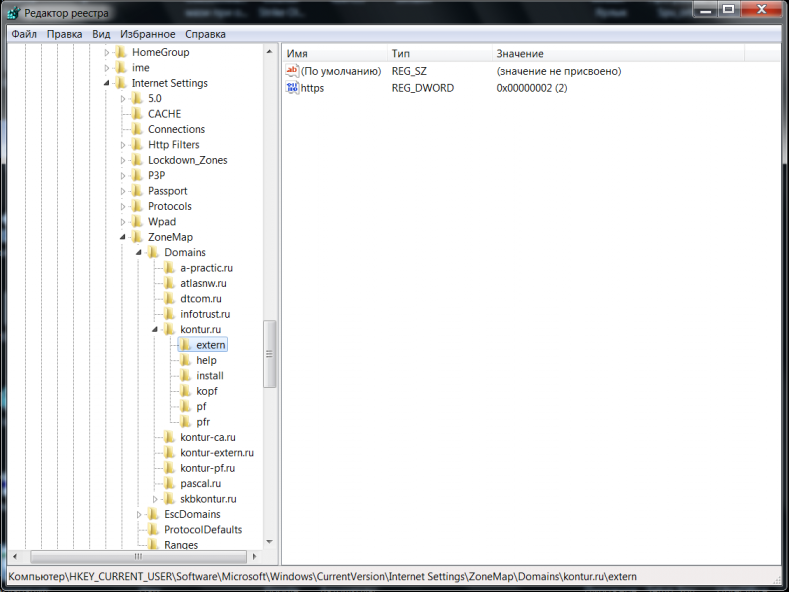 Редактор реестра
Файл Правка Вид Избранное Справка
HomeGroup
ime
Internet Settings
5.0
CACHE
Connections
Http Filters
Lockdown_Zones
P3P
Passport
Protocols
Wpad
ZoneMap
Domains
a-practic.ru
atlasnw.ru
dtcom.ru
infotrust.ru
kontur.ru
extern
help
install
kopf
pf
pfr
kontur-ca.ru
kontur-extern.ru
kontur-pf.ru
pascal.ru
skbkontur.ru
EscDomains
ProtocolDefaults
Ranges
Имя Тип Значение
(По умолчанию) REG_SZ (значение не присвоено)
https REG_DWORD 0x00000002 (2)
Компьютер\HKEY_CURRENT_USER\Software\Microsoft\Windows\CurrentVersion\Internet Settings\ZoneMap\Domains\kontur.ru\extern